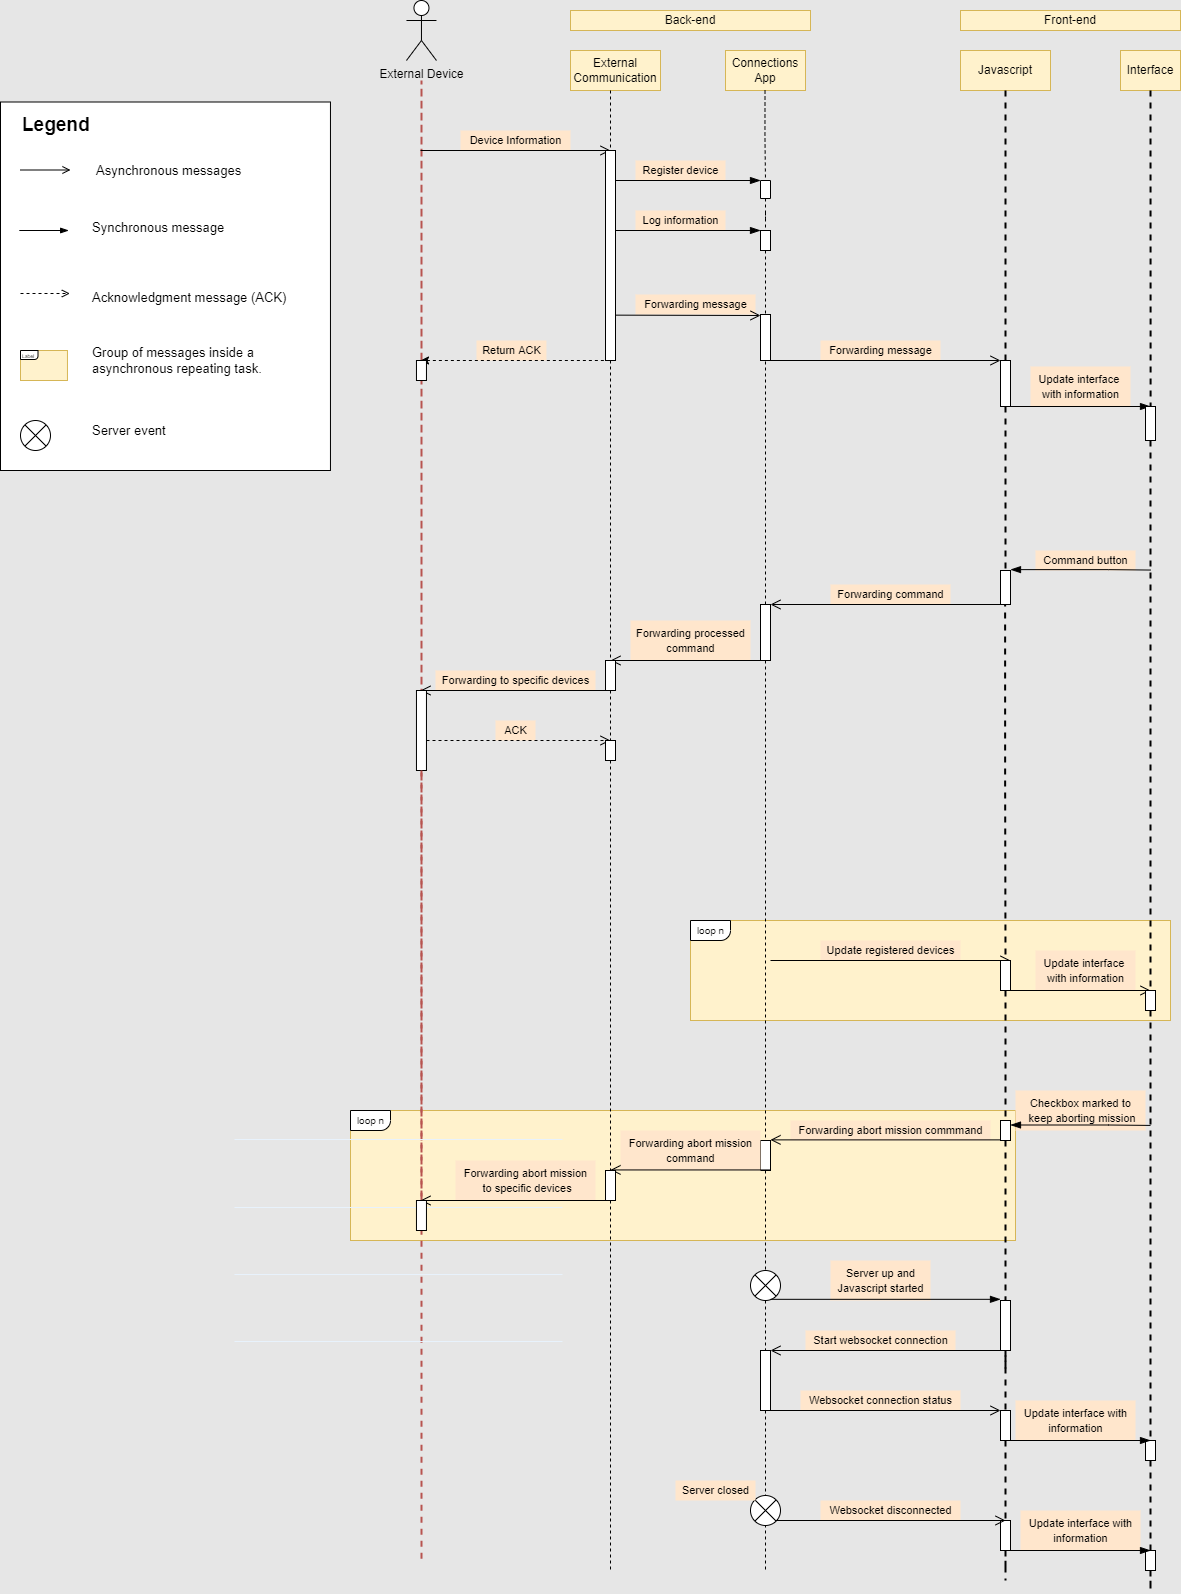 Back-end
Front-end
External Device
External
Communication
Connections
App
Javascript
Interface
Legend
Asynchronous messages
Synchronous message
Acknowledgment message (ACK)
Label
Group of messages inside a
asynchronous repeating task.
Server event
Device Information
Register device
Log information
Forwarding message
Return ACK
Forwarding message
Update interface
with information
Command button
Forwarding command
Forwarding processed
command
Forwarding to specific devices
ACK
loop n
Update registered devices
Update interface
with information
Checkbox marked to
keep aborting mission
loop n
Forwarding abort mission commmand
Forwarding abort mission
command
Forwarding abort mission
to specific devices
Server up and
Javascript started
Start websocket connection
Websocket connection status
Update interface with
information
Server closed
Websocket disconnected
Update interface with
information